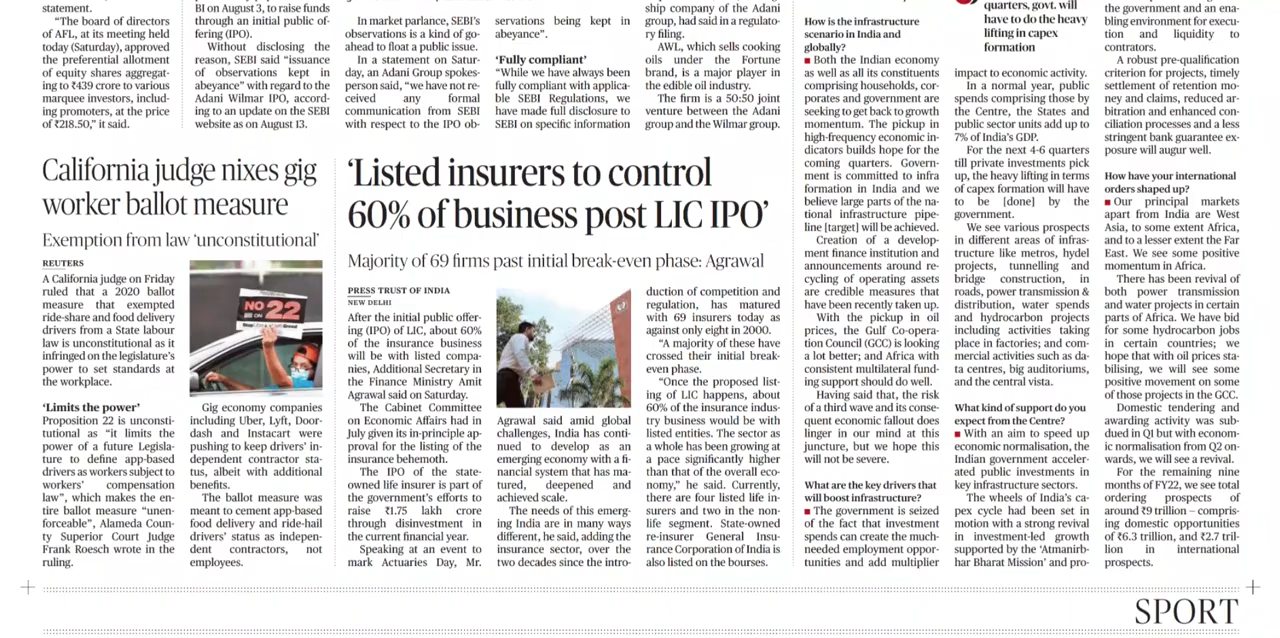 statement.
“The board of directors
of AFL, at its meeting held
today (Saturday), approved
the preferential allotment
of equity shares aggregat-
ing to ₹439 crore to various
marquee investors, includ-
ing promoters, at the price
of ₹218.50,” it said.
BI on August 3, to raise funds
through an initial public of-
fering (IPO).
Without disclosing the
reason, SEBI said “issuance
of observations kept in
abeyance” with regard to the
Adani Wilmar IPO, accord-
ing to an update on the SEBI
website as on August 13.
In market parlance, SEBI’s
observations is a kind of go-
ahead to float a public issue.
In a statement on Satur-
day, an Adani Group spokes-
person said, “we have not re-
ceived any formal
communication from SEBI
with respect to the IPO ob-
servations being kept in
abeyance”.
‘Fully compliant’
“While we have always been
fully compliant with applica-
ble SEBI Regulations, we
have made full disclosure to
SEBI on specific information
ship company of the Adani
group, had said in a regulato-
ry filing.
AWL, which sells cooking
oils under the Fortune
brand, is a major player in
the edible oil industry.
The firm is a 50:50 joint
venture between the Adani
group and the Wilmar group.
California judge nixes gig
worker ballot measure
Exemption from law ‘unconstitutional’
REUTERS
A California judge on Friday
ruled that a 2020 ballot
measure that exempted
ride-share and food delivery
drivers from a State labour
law is unconstitutional as it
infringed on the legislature’s
power to set standards at
the workplace.
‘Limits the power’
Proposition 22 is unconsti-
tutional as “it limits the
power of a future Legisla-
ture to define app-based
drivers as workers subject to
workers’ compensation
law”, which makes the en-
tire ballot measure “unen-
forceable”, Alameda Coun-
ty Superior Court Judge
Frank Roesch wrote in the
ruling.
NO
ON 22
Gig economy companies
including Uber, Lyft, Door-
dash and Instacart were
pushing to keep drivers’ in-
dependent contractor sta-
tus, albeit with additional
benefits.
The ballot measure was
meant to cement app-based
food delivery and ride-hail
drivers’ status as indepen-
dent contractors, not
employees.
‘Listed insurers to control
60% of business post LIC IPO’
Majority of 69 firms past initial break-even phase: Agrawal
PRESS TRUST OF INDIA
NEW DELHI
After the initial public offer-
ing (IPO) of LIC, about 60%
of the insurance business
will be with listed compa-
nies, Additional Secretary in
the Finance Ministry Amit
Agrawal said on Saturday.
The Cabinet Committee
on Economic Affairs had in
July given its in-principle ap-
proval for the listing of the
insurance behemoth.
The IPO of the state-
owned life insurer is part of
the government’s efforts to
raise ₹1.75 lakh crore
through disinvestment in
the current financial year.
Speaking at an event to
mark Actuaries Day, Mr.
Agrawal said amid global
challenges, India has conti-
nued to develop as an
emerging economy with a fi-
nancial system that has ma-
tured, deepened and
achieved scale.
The needs of this emerg-
ing India are in many ways
different, he said, adding the
insurance sector, over the
two decades since the intro-
duction of competition and
regulation, has matured
with 69 insurers today as
against only eight in 2000.
“A majority of these have
crossed their initial break-
even phase.
“Once the proposed list-
ing of LIC happens, about
60% of the insurance indus-
try business would be with
listed entities. The sector as
a whole has been growing at
a pace significantly higher
than that of the overall eco-
nomy,” he said. Currently,
there are four listed life in-
surers and two in the non-
life segment. State-owned
re-insurer General Insu-
rance Corporation of India is
also listed on the bourses.
How is the infrastructure
scenario in India and
globally?
■ Both the Indian economy
as well as all its constituents
comprising households, cor-
porates and government are
seeking to get back to growth
momentum. The pickup in
high-frequency economic in-
dicators builds hope for the
coming quarters. Govern-
ment is committed to infra
formation in India and we
believe large parts of the na-
tional infrastructure pipe-
line [target] will be achieved.
Creation of a develop-
ment finance institution and
announcements around re-
cycling of operating assets
are credible measures that
have been recently taken up.
With the pickup in oil
prices, the Gulf Co-opera-
tion Council (GCC) is looking
a lot better; and Africa with
consistent multilateral fund-
ing support should do well.
Having said that, the risk
of a third wave and its conse-
quent economic fallout does
linger in our mind at this
juncture, but we hope this
will not be severe.
What are the key drivers that
will boost infrastructure?
■ The government is seized
of the fact that investment
spends can create the much-
needed employment oppor-
tunities and add multiplier
quarters, govt. will
have to do the heavy
lifting in capex
formation
impact to economic activity.
In a normal year, public
spends comprising those by
the Centre, the States and
public sector units add up to
7% of India’s GDP.
For the next 4-6 quarters
till private investments pick
up, the heavy lifting in terms
of capex formation will have
to be [done] by the
government.
We see various prospects
in different areas of infras-
tructure like metros, hydel
projects, tunnelling and
bridge construction, in
roads, power transmission &
distribution, water spends
and hydrocarbon projects
including activities taking
place in factories; and com-
mercial activities such as da-
ta centres, big auditoriums,
and the central vista.
What kind of support do you
expect from the Centre?
■ With an aim to speed up
economic normalisation, the
Indian government acceler-
ated public investments in
key infrastructure sectors.
The wheels of India’s ca-
pex cycle had been set in
motion with a strong revival
in investment-led growth
supported by the ‘Atmanirb-
har Bharat Mission’ and pro-
the government and an ena-
bling environment for execu-
tion and liquidity to
contractors.
A robust pre-qualification
criterion for projects, timely
settlement of retention mo-
ney and claims, reduced ar-
bitration and enhanced con-
ciliation processes and a less
stringent bank guarantee ex-
posure will augur well.
How have your international
orders shaped up?
■ Our principal markets
apart from India are West
Asia, to some extent Africa,
and to a lesser extent the Far
East. We see some positive
momentum in Africa.
There has been revival of
both power transmission
and water projects in certain
parts of Africa. We have bid
for some hydrocarbon jobs
in certain countries; we
hope that with oil prices sta-
bilising, we will see some
positive movement on some
of those projects in the GCC.
Domestic tendering and
awarding activity was sub-
dued in Q1 but with econom-
ic normalisation from Q2 on-
wards, we will see a revival.
For the remaining nine
months of FY22, we see total
ordering prospects of
around ₹9 trillion – compris-
ing domestic opportunities
of ₹6.3 trillion, and ₹2.7 tril-
lion in international
prospects.
SPORT